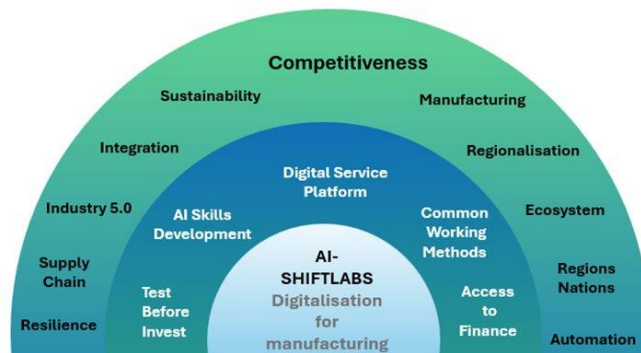 Competitiveness
Sustainability
Manufacturing
Integration
Regionalisation
Industry 5.0
Ecosystem
Supply
Chain
Regions
Nations
Resilience
Automation
Digital Service
Platform
AI Skills
Development
Common
Working
Methods
Test
Before
Invest
Access
to
Finance
AI-
SHIFTLABS
Digitalisation
for
manufacturing